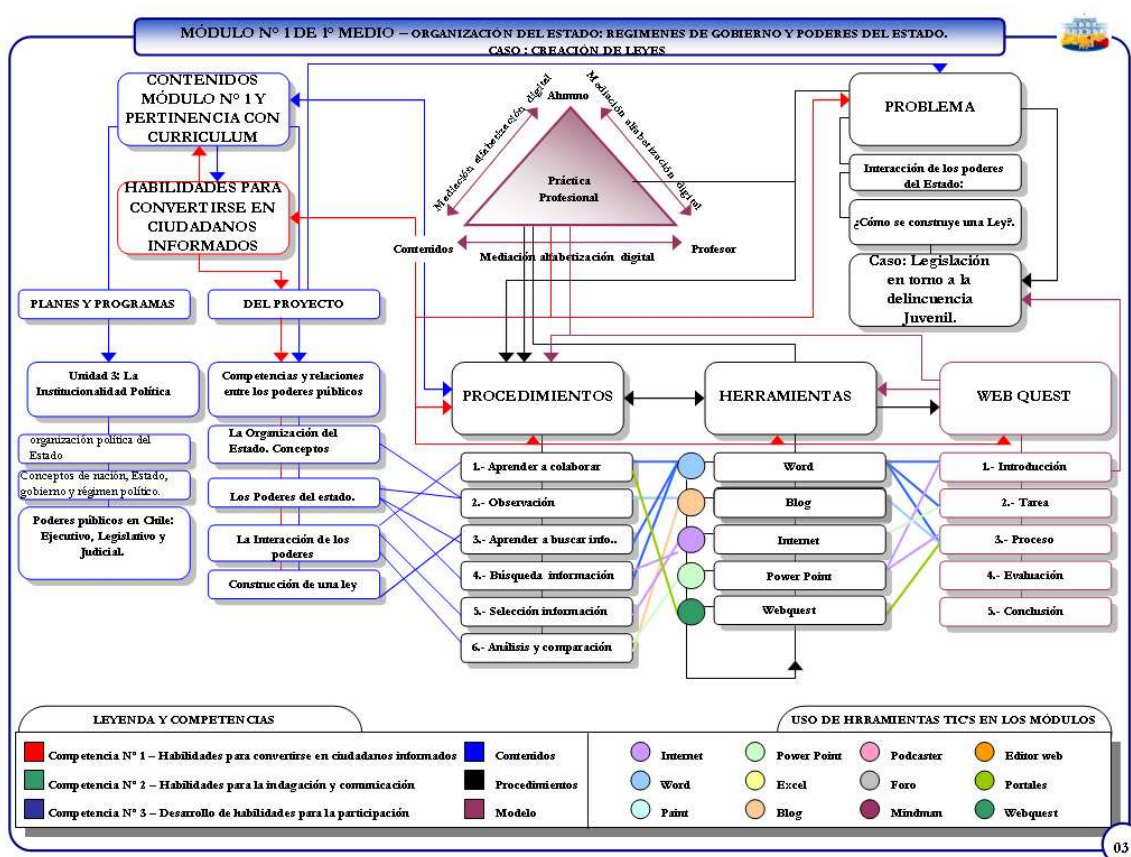 MÓDULO N° 1 DE 1° MEDIO – ORGANIZACIÓN DEL ESTADO: REGIMENES DE GOBIERNO Y PODERES DEL ESTADO.
CASO : CREACIÓN DE LEYES
CONTENIDOS
MÓDULO N° 1 Y
PERTINENCIA CON
CURRICULUM
HABILIDADES PARA
CONVERTIRSE EN
CIUDADANOS
INFORMADOS
PLANES Y PROGRAMAS
DEL PROYECTO
Unidad 3: La
Institucionalidad Política
organización política del
Estado
Conceptos de nación, Estado,
gobierno y régimen político.
Poderes públicos en Chile:
Ejecutivo, Legislativo y
Judicial.
Competencias y relaciones
entre los poderes públicos
La Organización del
Estado. Conceptos
Los Poderes del estado.
La Interacción de los
poderes
Construcción de una ley
Alumno
Mediación alfabetización digital
Mediación alfabetización digital
Práctica
Profesional
Contenidos
Profesor
Mediación alfabetización digital
PROBLEMA
Interacción de los poderes
del Estado:
¿Cómo se construye una Ley?.
Caso: Legislación
en torno a la
delincuencia
Juvenil.
PROCEDIMIENTOS
1.- Aprender a colaborar
2.- Observación
3.- Aprender a buscar info..
4.- Búsqueda información
5.- Selección información
6.- Análisis y comparación
HERRAMIENTAS
Word
Blog
Internet
Power Point
Webquest
WEB QUEST
1.- Introducción
2.- Tarea
3.- Proceso
4.- Evaluación
5.- Conclusión
LEYENDA Y COMPETENCIAS
Competencia N° 1 – Habilidades para convertirse en ciudadanos informados
Competencia N° 2 – Habilidades para la indagación y comunicación
Competencia N° 3 – Desarrollo de habilidades para la participación
Contenidos
Procedimientos
Modelo
USO DE HRRAMIENTAS TIC'S EN LOS MÓDULOS
Internet
Word
Paint
Power Point
Excel
Blog
Podcaster
Foro
Mindman
Editor web
Portales
Webquest
03